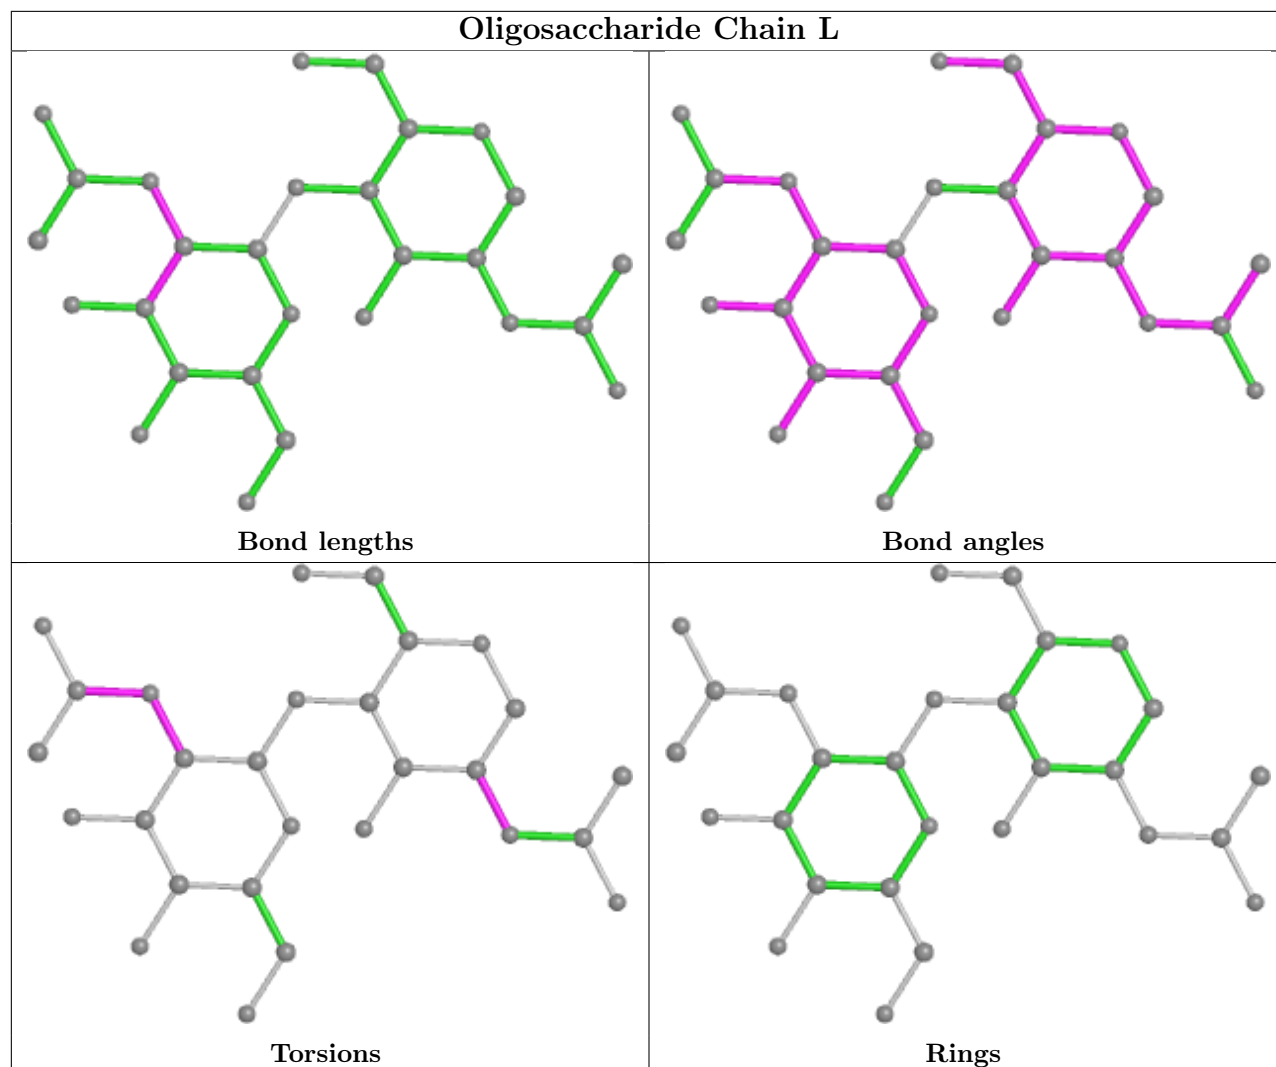 Oligosaccharide Chain L
Bond lengths
Bond angles
Torsions
Rings